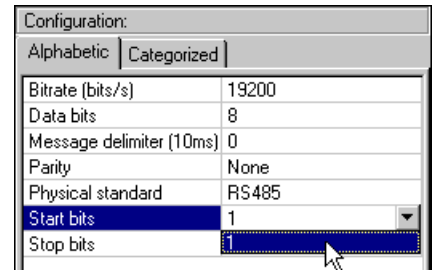 Configuration:
Alphabetic Categorized
Bitrate (bits/s) 19200
Data bits 8
Message delimiter (10ms) 0
Parity None
Physical standard RS485
Start bits 1
Stop bits 1